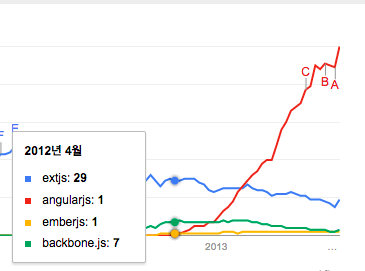 C
B
A
F
2012년 4월
extjs: 29
angularjs: 1
emberjs: 1
backbone.js: 7
2013
...